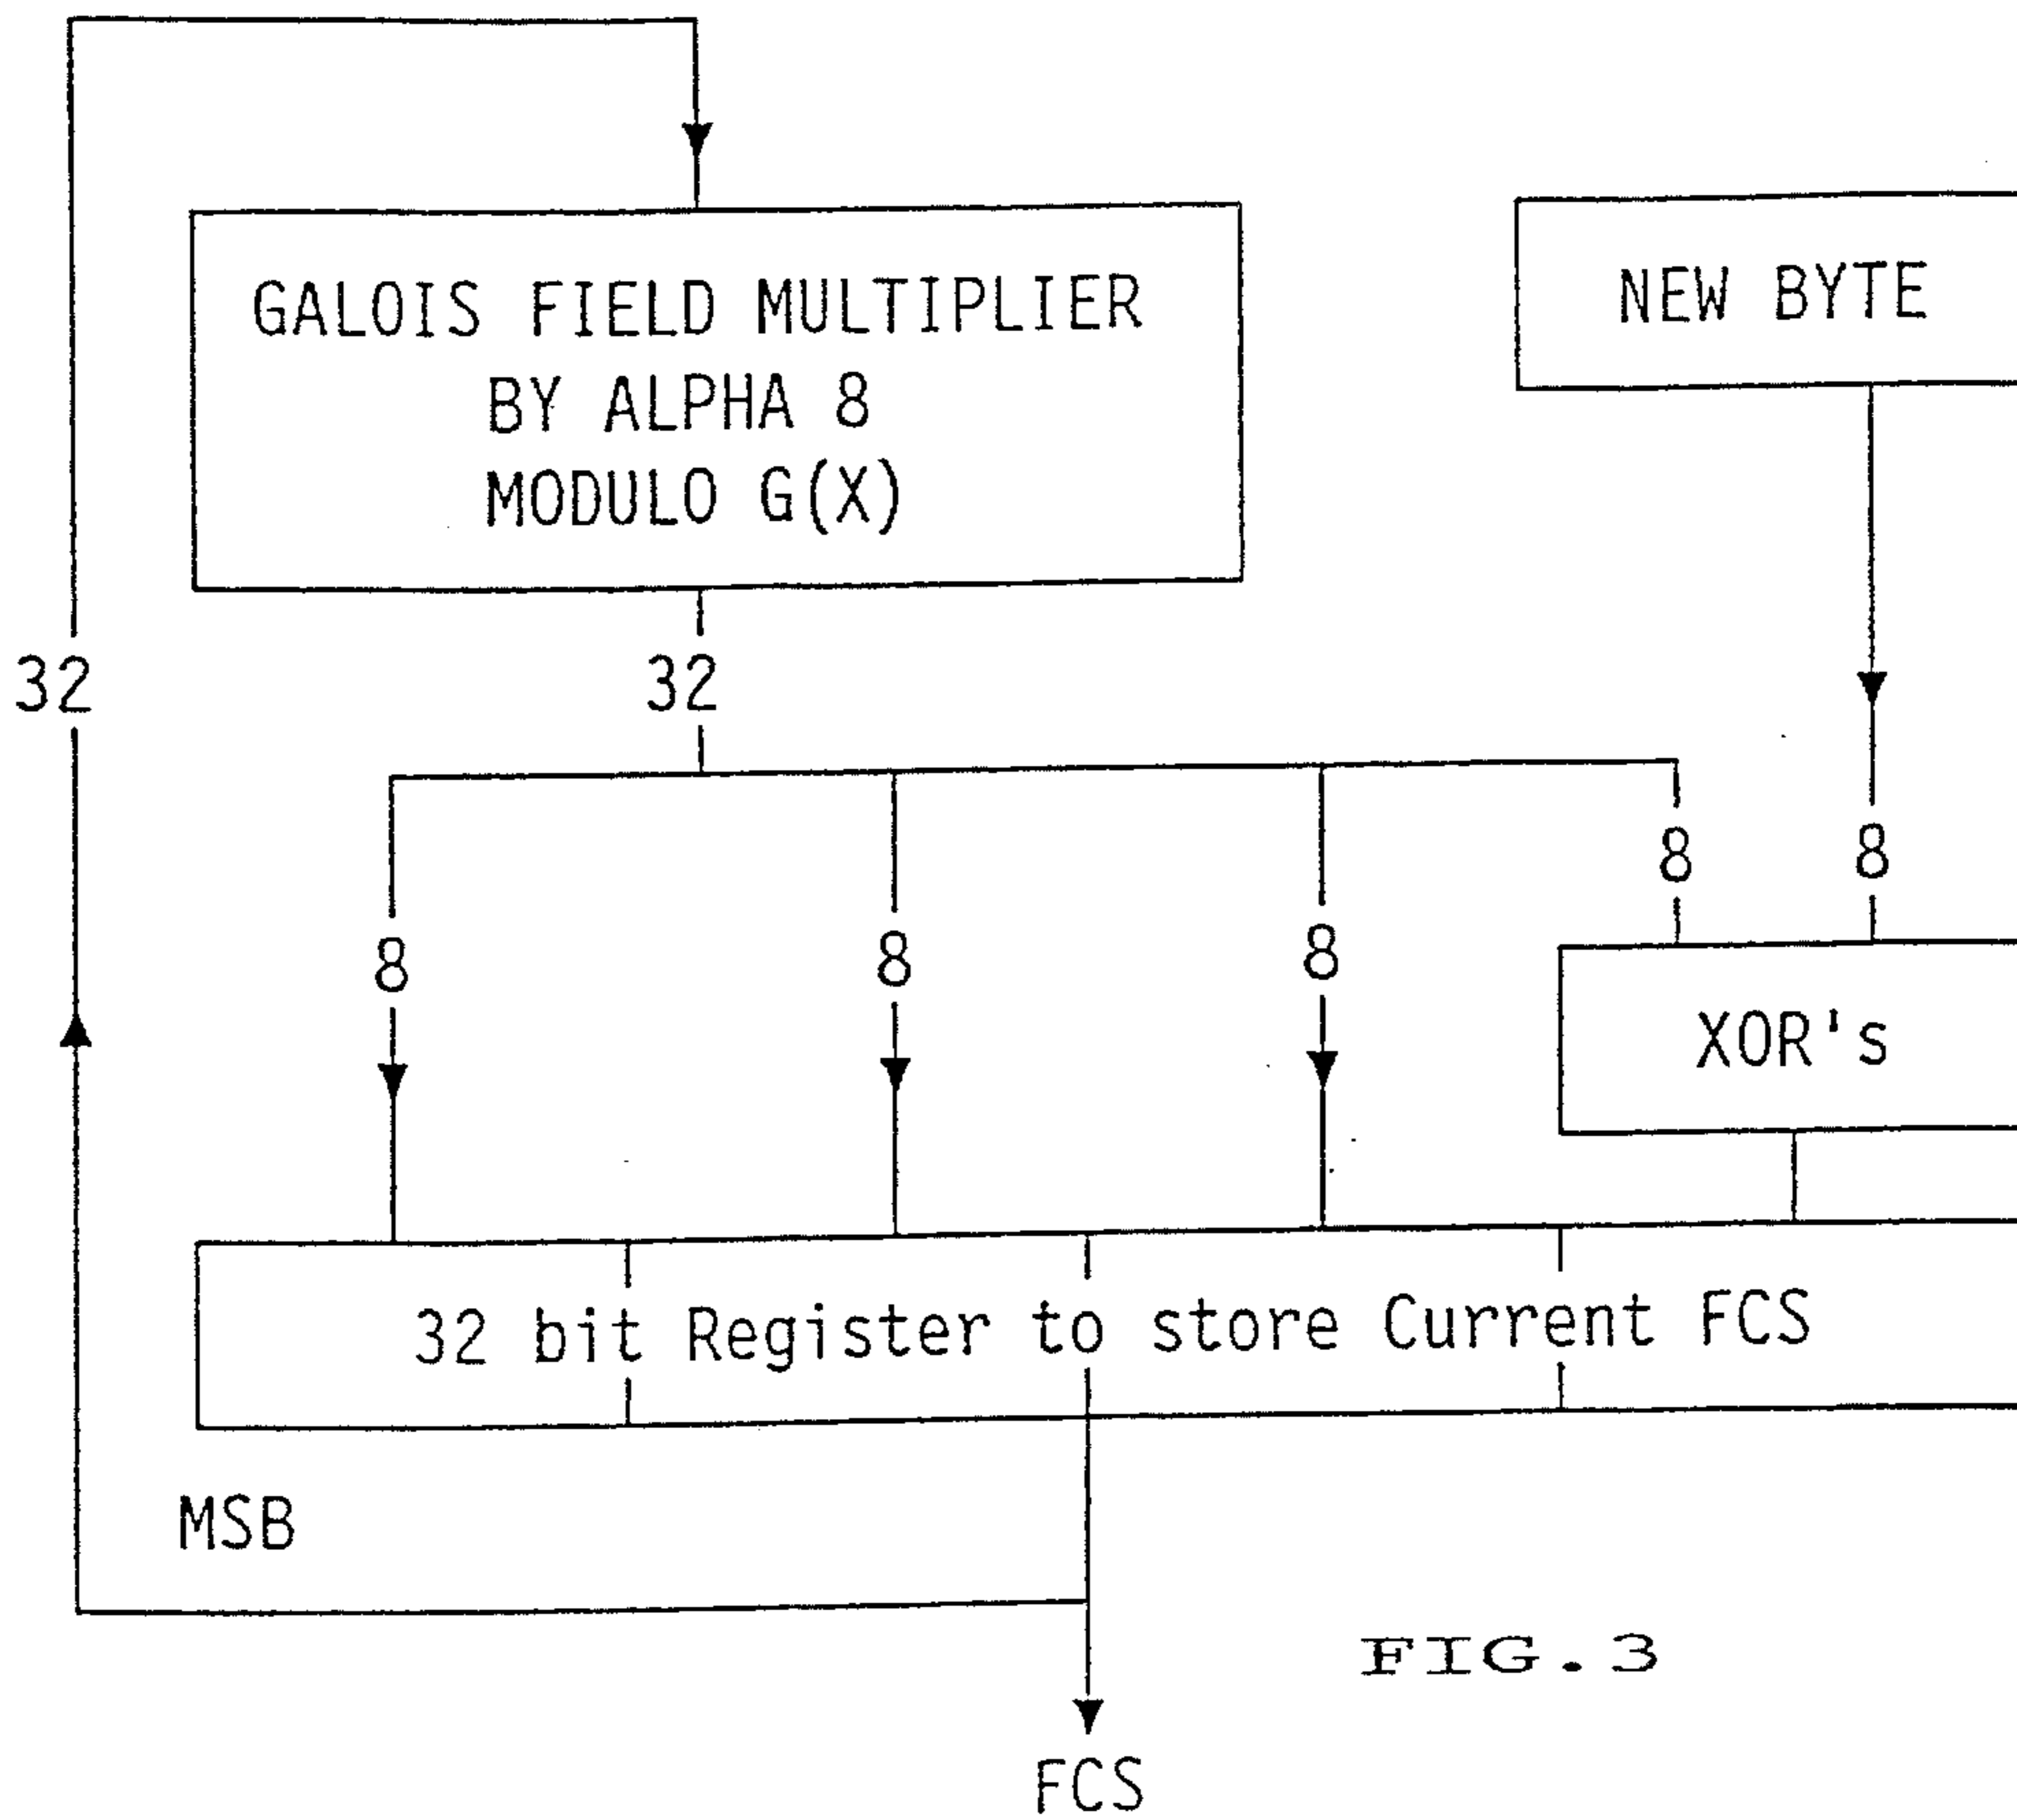 GALOIS FIELD MULTIPLIER
BY ALPHA 8
MODULO G(X)
NEW BYTE
32
32
8
8
8
8
8
XOR's
32 bit Register to store Current FCS
MSB
FIG.3
FCS